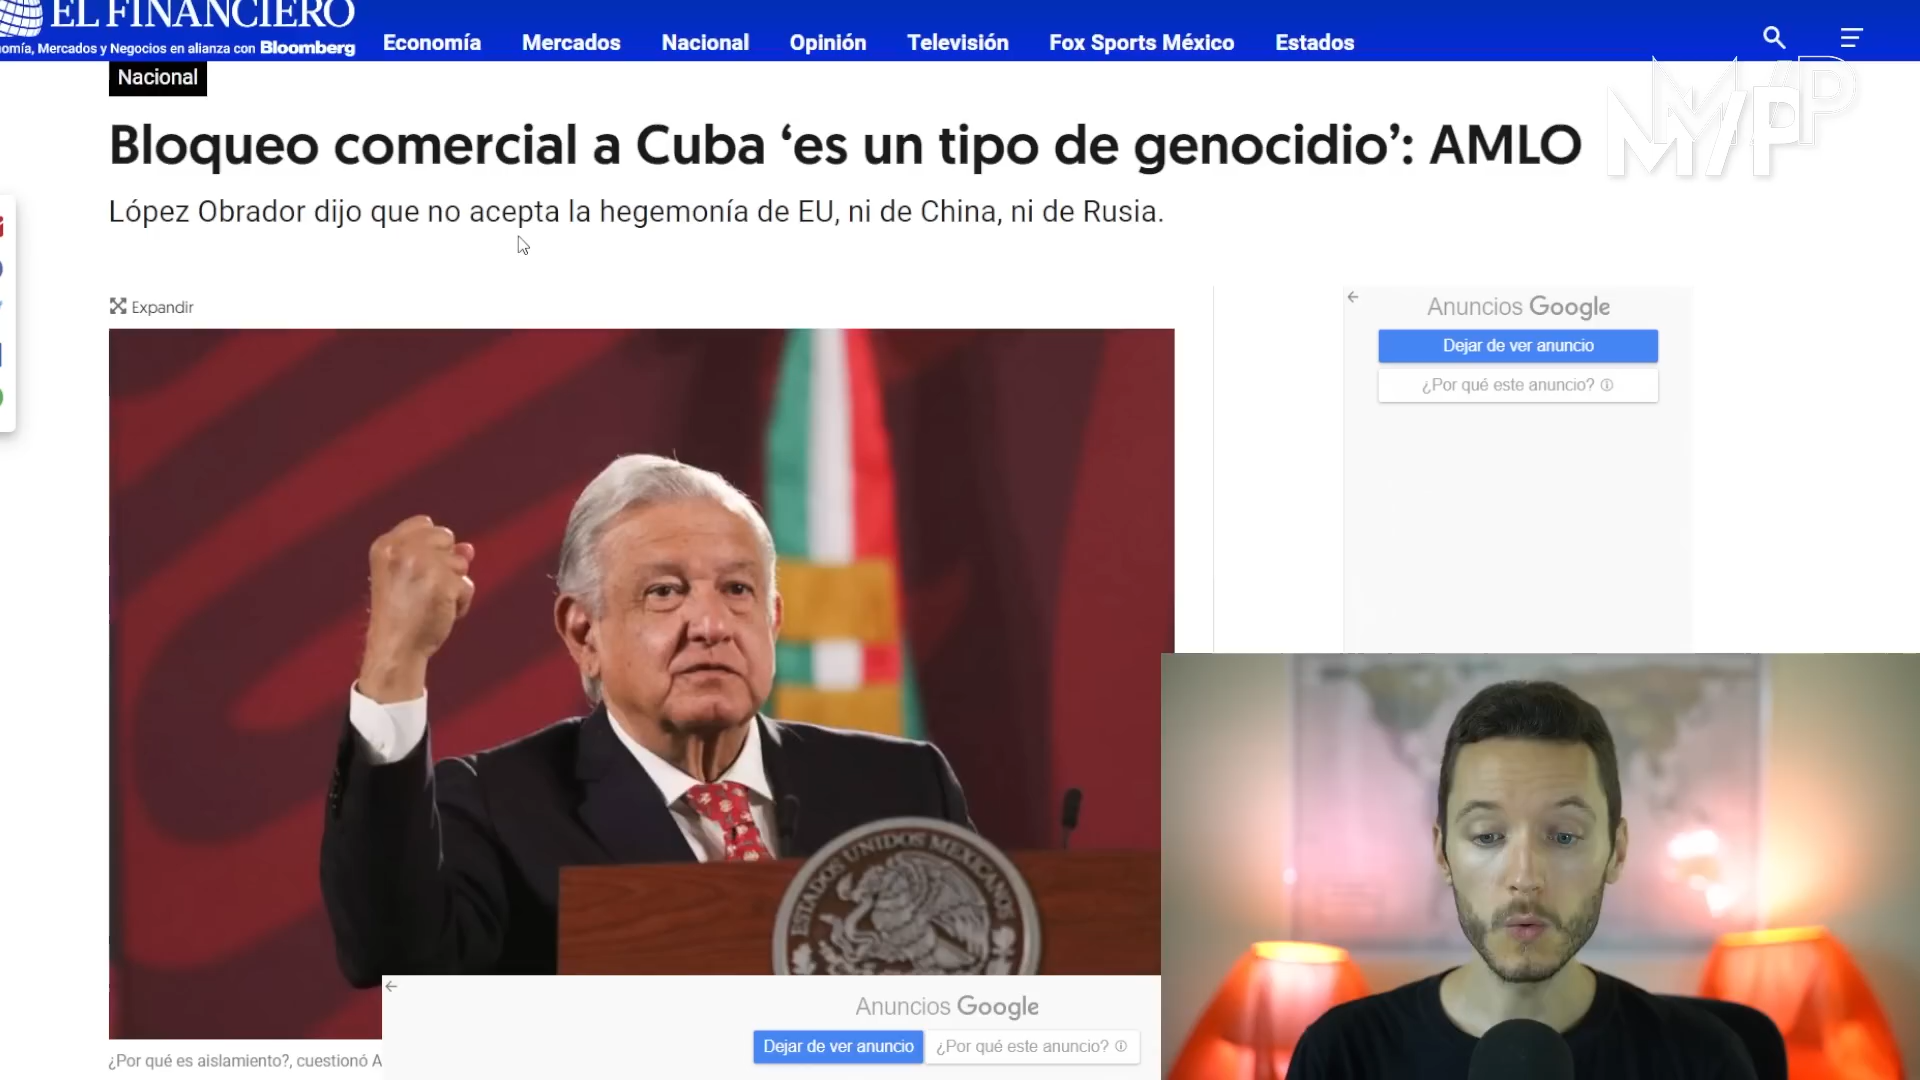 EL FINANCIERO
omía, Mercados y Negocios en alianza con Bloomberg
Economía Mercados Nacional Opinión Televisión Fox Sports México Estados
Nacional
Bloqueo comercial a Cuba ‘es un tipo de genocidio’: AMLO
López Obrador dijo que no acepta la hegemonía de EU, ni de China, ni de Rusia.
Expandir
Anuncios Google
Dejar de ver anuncio
¿Por qué este anuncio?
ESTADOS UNIDOS MEXICANOS
Anuncios Google
Dejar de ver anuncio
¿Por qué este anuncio?
¿Por qué es aislamiento?, cuestionó A